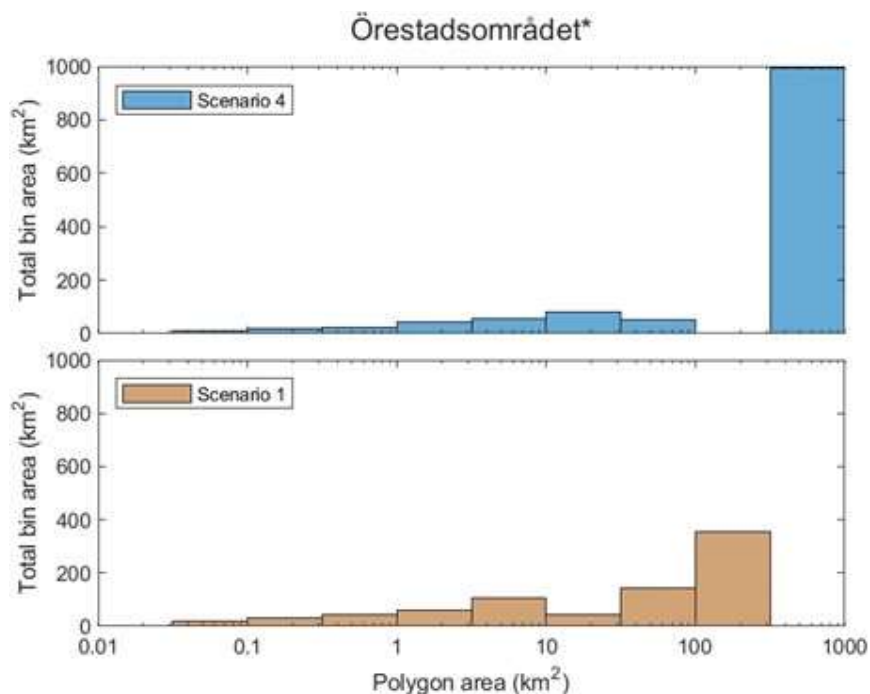 Örestadsområdet*
1000
800
600
400
200
0
Total bin area (km²)
Scenario 4
1000
800
600
400
200
0
Total bin area (km²)
Scenario 1
0.01 0.1 1 10 100 1000
Polygon area (km²)